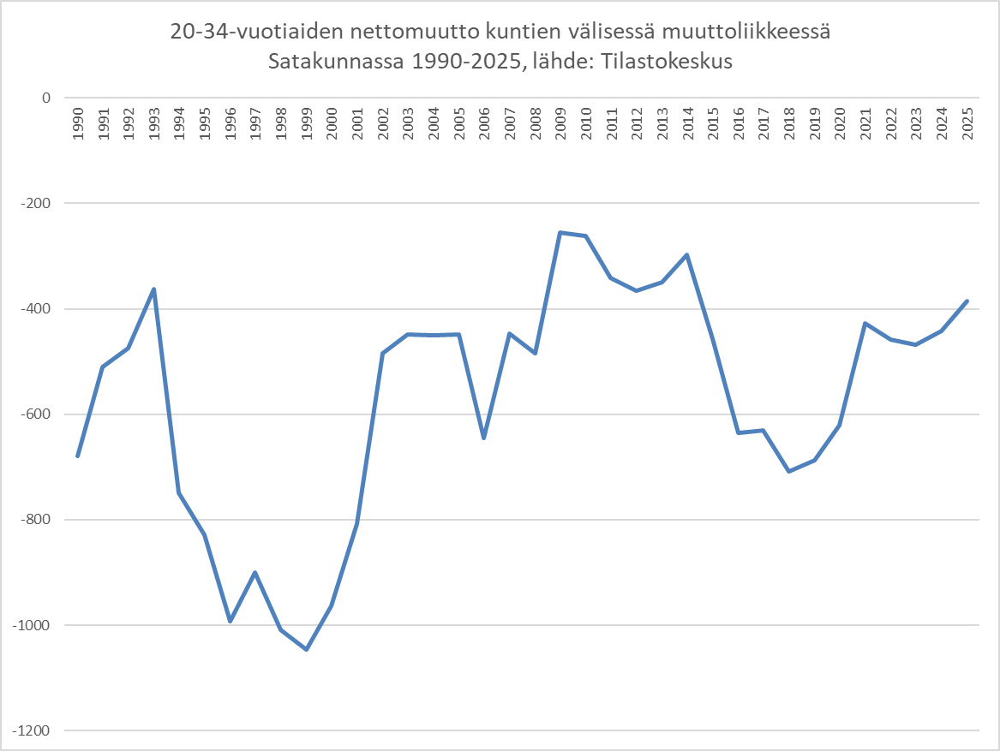 20-34-vuotiaiden nettomuutto kuntien välisessä muuttoliikkeessä
Satakunnassa 1990-2025, lähde: Tilastokeskus
0
1990 1991 1992 1993 1994 1995 1996 1997 1998 1999 2000 2001 2002 2003 2004 2005 2006 2007 2008 2009 2010 2011 2012 2013 2014 2015 2016 2017 2018 2019 2020 2021 2022 2023 2024 2025
-200
-400
-600
-800
-1000
-1200